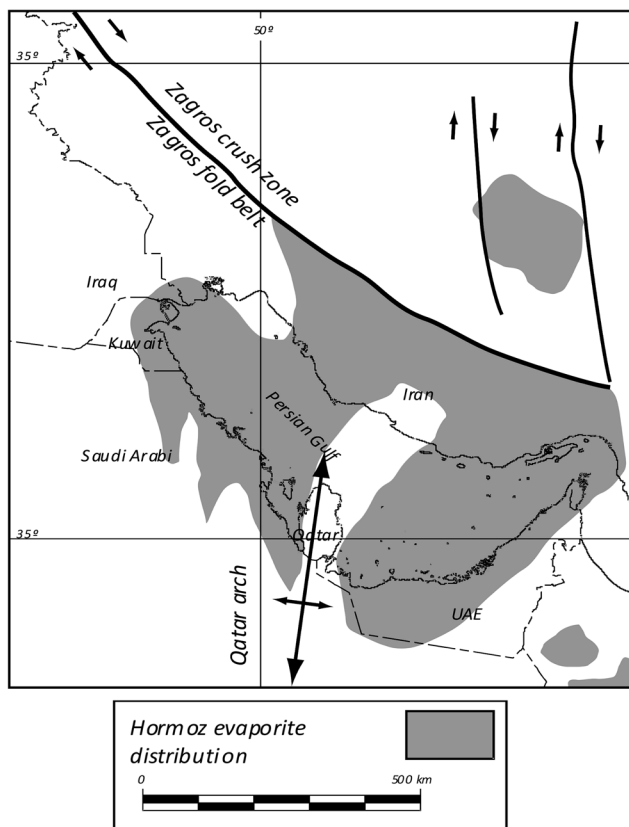 50º
35º
Zagros crush zone
Zagros fold belt
Iraq
Kuwait
Iran
Persian Gulf
Saudi Arabi
Qatar
35º
Qatar arch
UAE
Hormoz evaporite
distribution
0
500 km